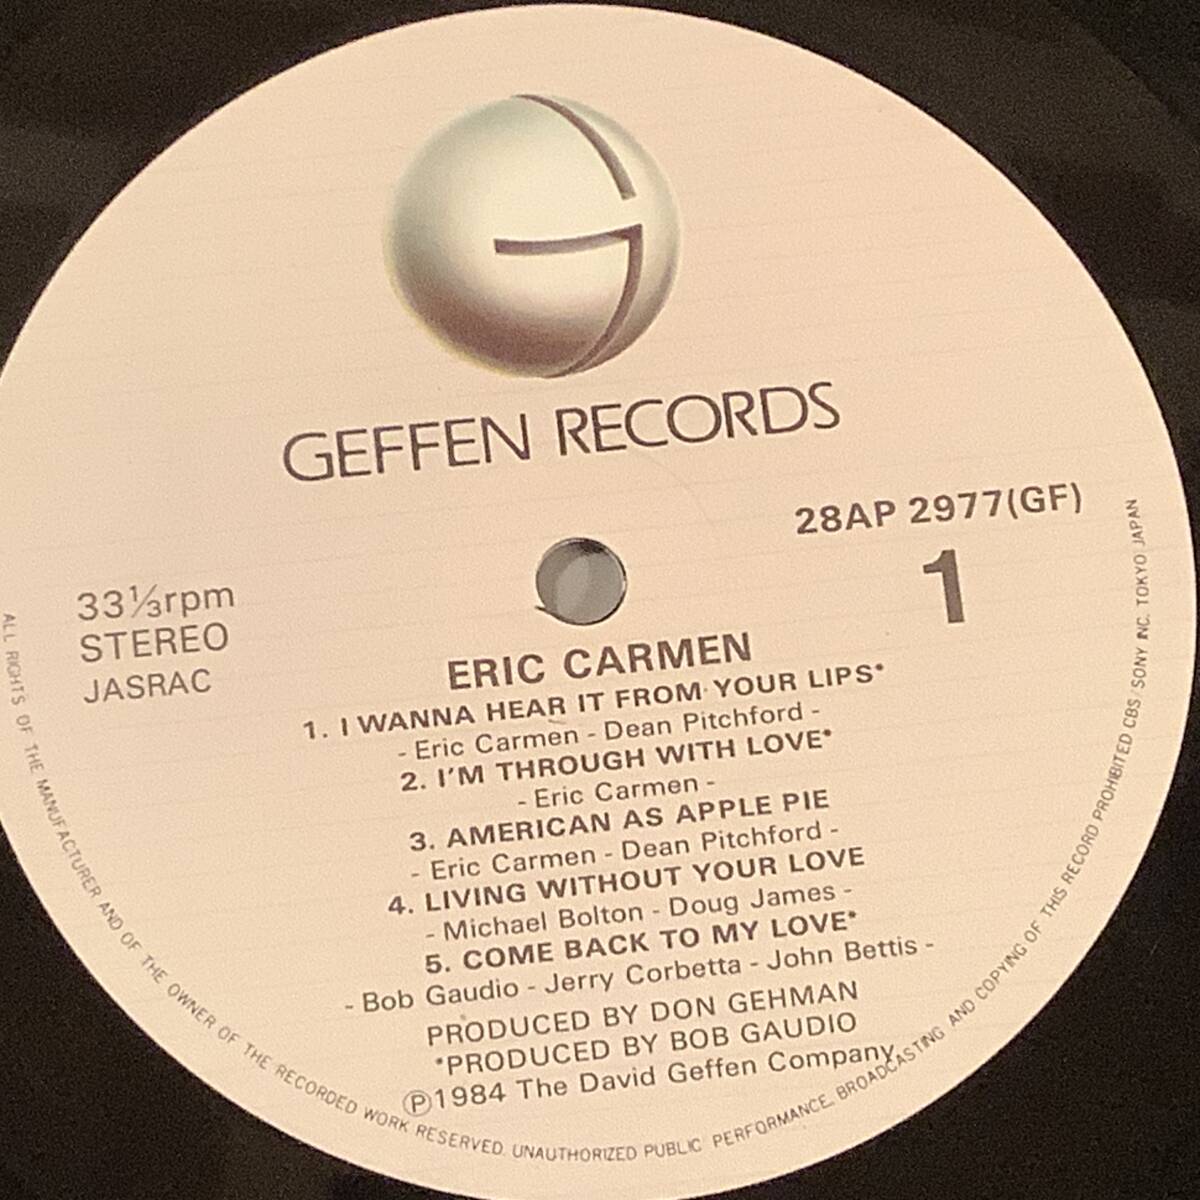 GEFFEN RECORDS
28AP 2977(GF)
1
33⅓rpm
STEREO
JASRAC
ERIC CARMEN
1. I WANNA HEAR IT FROM YOUR LIPS*
- Eric Carmen - Dean Pitchford -
2. I'M THROUGH WITH LOVE*
- Eric Carmen -
3. AMERICAN AS APPLE PIE
- Eric Carmen - Dean Pitchford -
4. LIVING WITHOUT YOUR LOVE
- Michael Bolton - Doug James -
5. COME BACK TO MY LOVE*
- Bob Gaudio - Jerry Corbetta - John Bettis -
PRODUCED BY DON GEHMAN
*PRODUCED BY BOB GAUDIO
℗1984 The David Geffen Company.
ALL RIGHTS OF THE MANUFACTURER AND OF THE OWNER OF THE RECORDED WORK RESERVED. UNAUTHORIZED PUBLIC PERFORMANCE, BROADCASTING AND COPYING OF THIS RECORD PROHIBITED CBS/SONY INC. TOKYO JAPAN